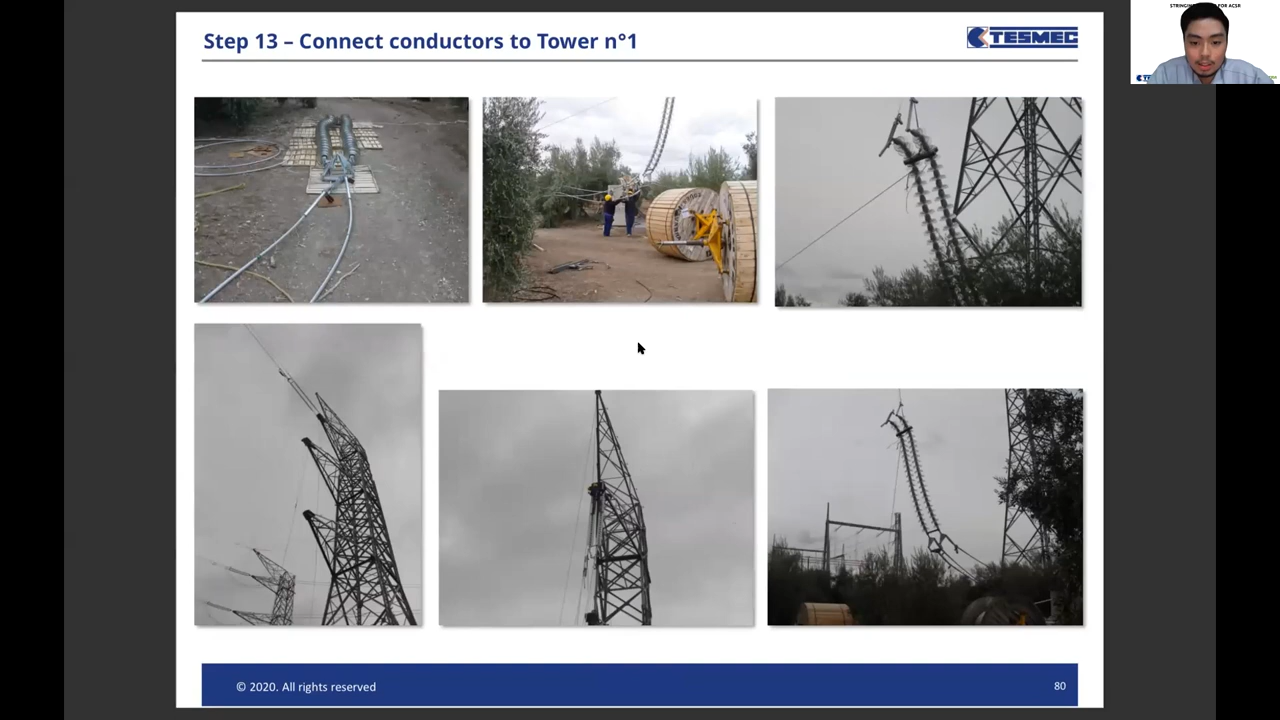 Step 13 – Connect conductors to Tower n°1
TESMEC
© 2020. All rights reserved
80